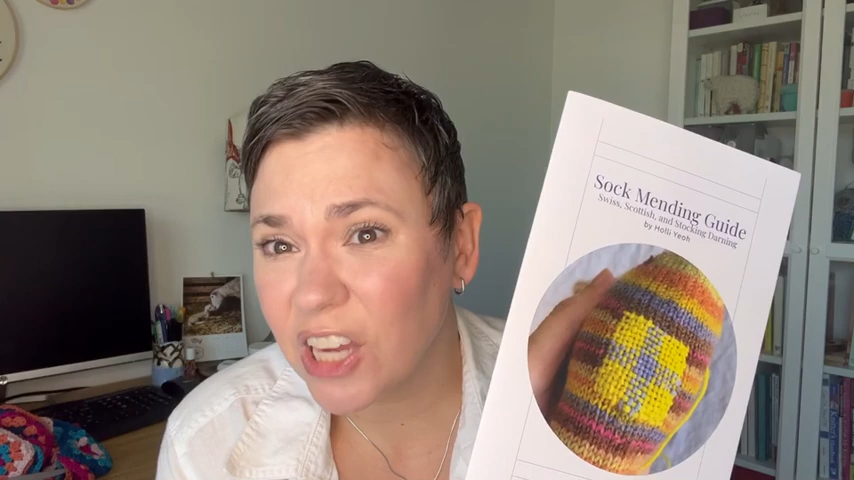 Sock Mending Guide
Swiss, Scottish, and Stocking Darning
by Holli Yeoh